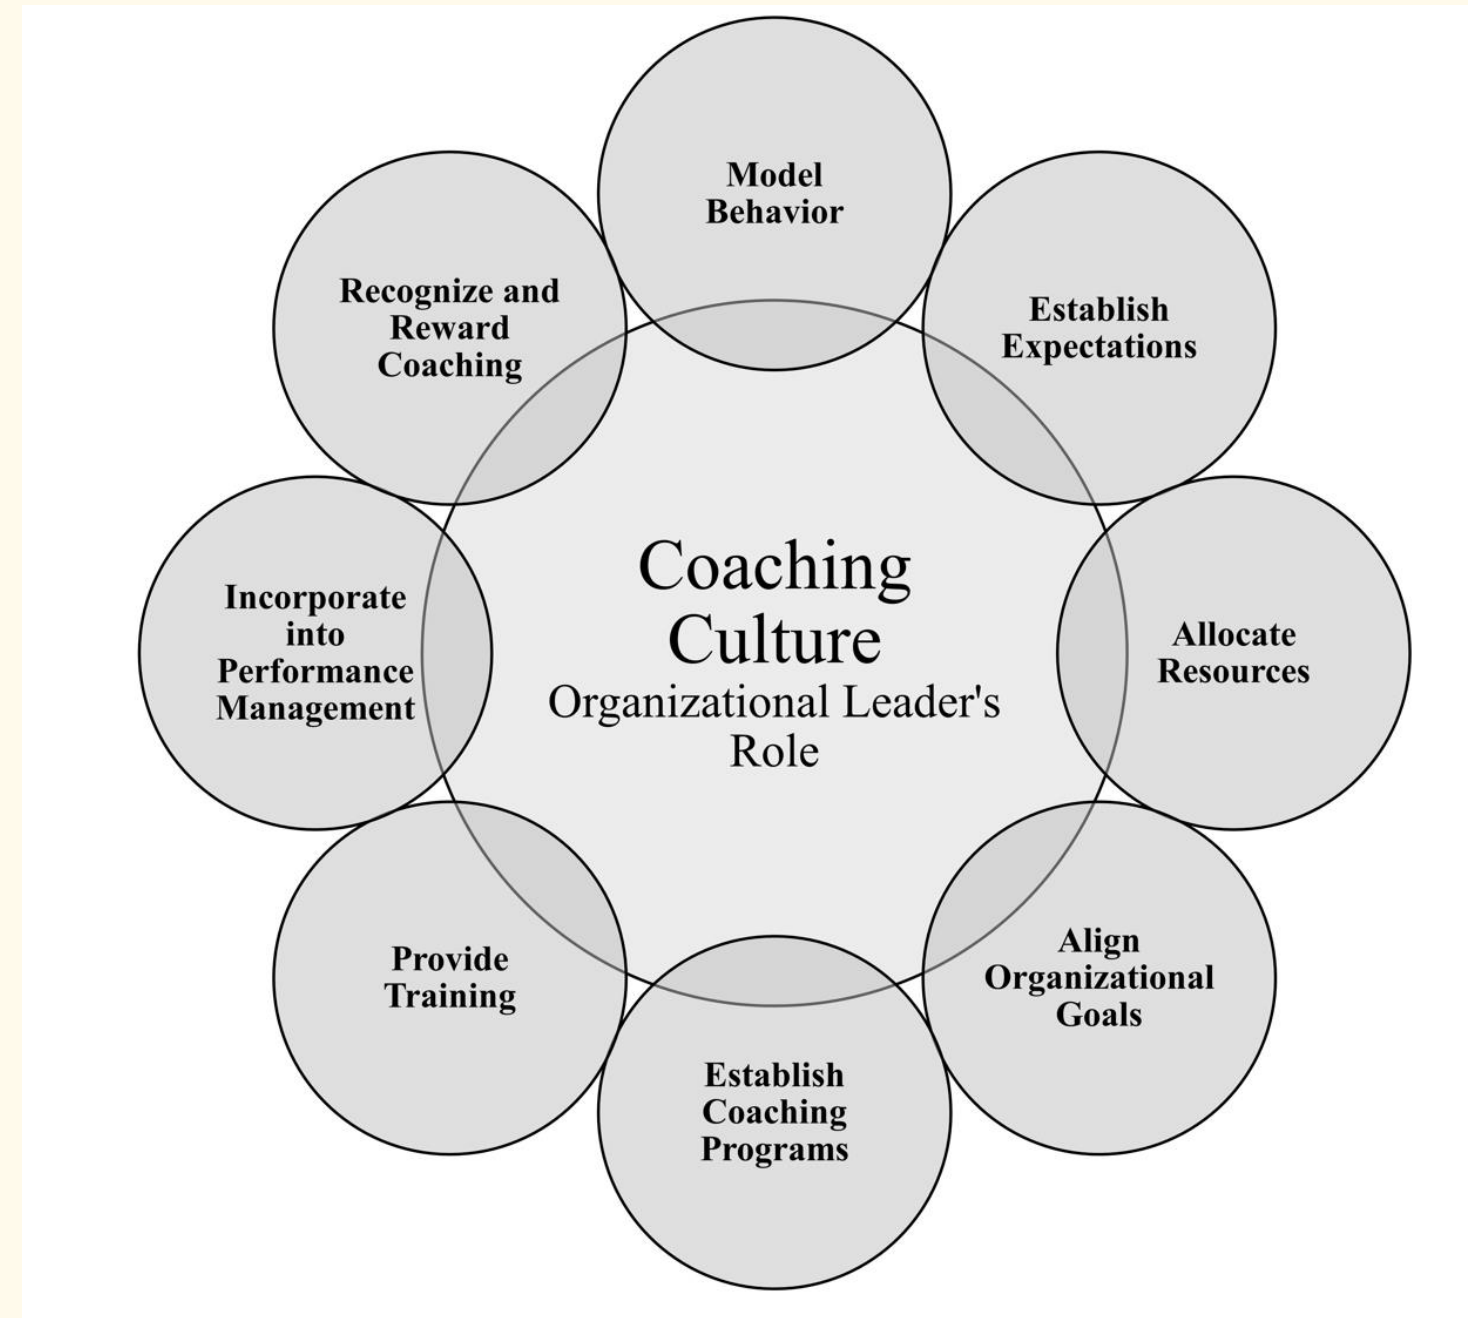 Model
Behavior
Establish
Expectations
Allocate
Resources
Align
Organizational
Goals
Establish
Coaching
Programs
Provide
Training
Incorporate
into
Performance
Management
Recognize and
Reward
Coaching
Coaching
Culture
Organizational Leader's
Role